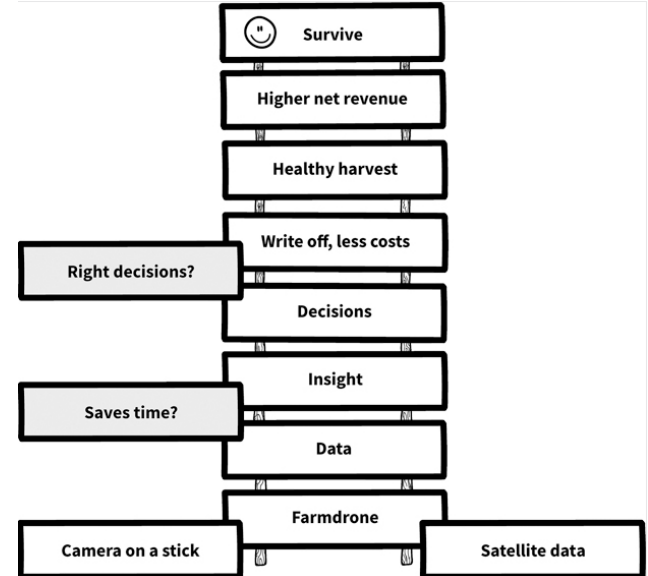 Survive
Higher net revenue
Healthy harvest
Write off, less costs
Right decisions?
Decisions
Insight
Saves time?
Data
Farmdrone
Camera on a stick
Satellite data